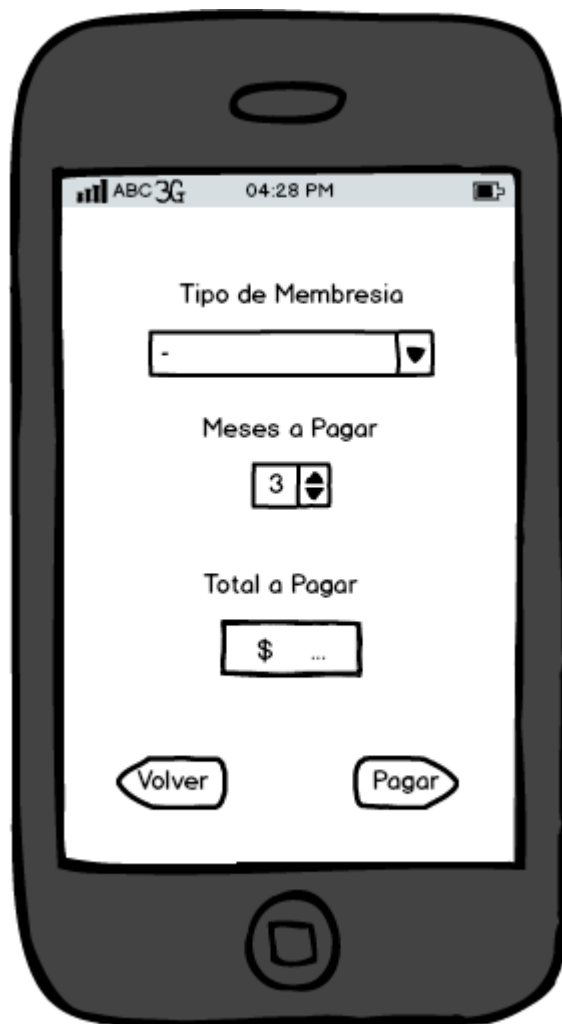 ABC 3G 04:28 PM
Tipo de Membresia
-
Meses a Pagar
3
Total a Pagar
$ ...
Volver Pagar